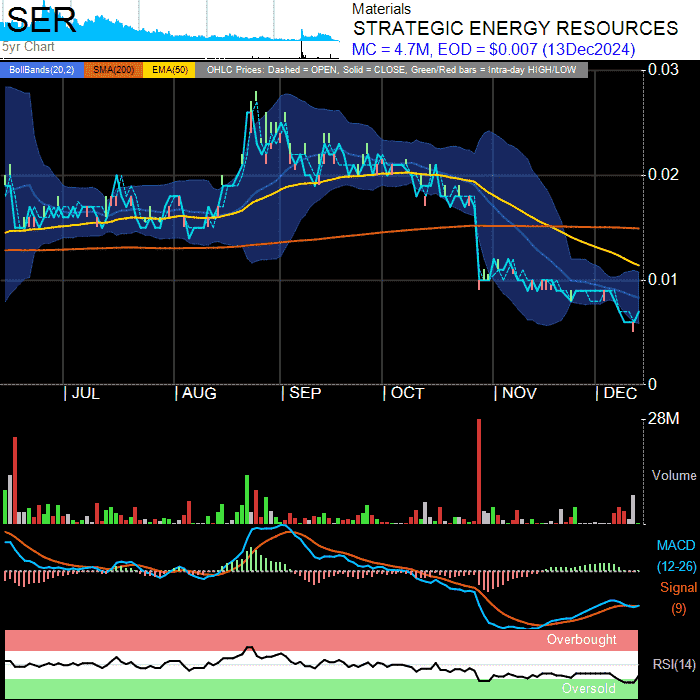 SER
5yr Chart
Materials
STRATEGIC ENERGY RESOURCES
MC = 4.7M, EOD = $0.007 (13Dec2024)
BollBands(20,2) SMA(200) EMA(50) OHLC Prices: Dashed = OPEN, Solid = CLOSE, Green/Red bars = Intra-day HIGH/LOW
0.03
0.02
0.01
0
JUL AUG SEP OCT NOV DEC
28M
Volume
MACD
(12-26)
Signal
(9)
Overbought
RSI(14)
Oversold